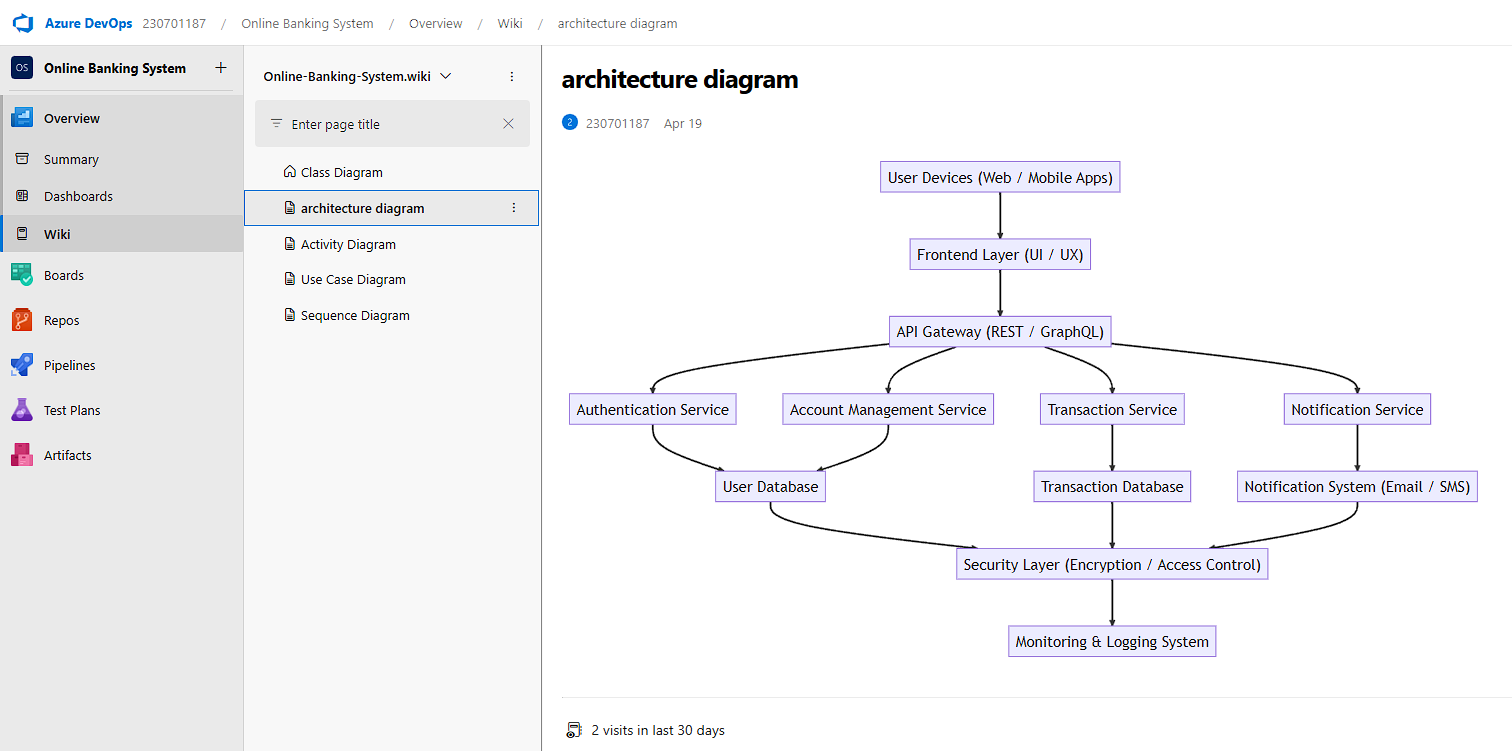 Azure DevOps 230701187 / Online Banking System / Overview / Wiki / architecture diagram
OS Online Banking System +
Overview
Summary
Dashboards
Wiki
Boards
Repos
Pipelines
Test Plans
Artifacts
Online-Banking-System.wiki
Enter page title
Class Diagram
architecture diagram
Activity Diagram
Use Case Diagram
Sequence Diagram
architecture diagram
2 230701187 Apr 19
User Devices (Web / Mobile Apps)
Frontend Layer (UI / UX)
API Gateway (REST / GraphQL)
Authentication Service Account Management Service Transaction Service Notification Service
User Database Transaction Database Notification System (Email / SMS)
Security Layer (Encryption / Access Control)
Monitoring & Logging System
2 visits in last 30 days